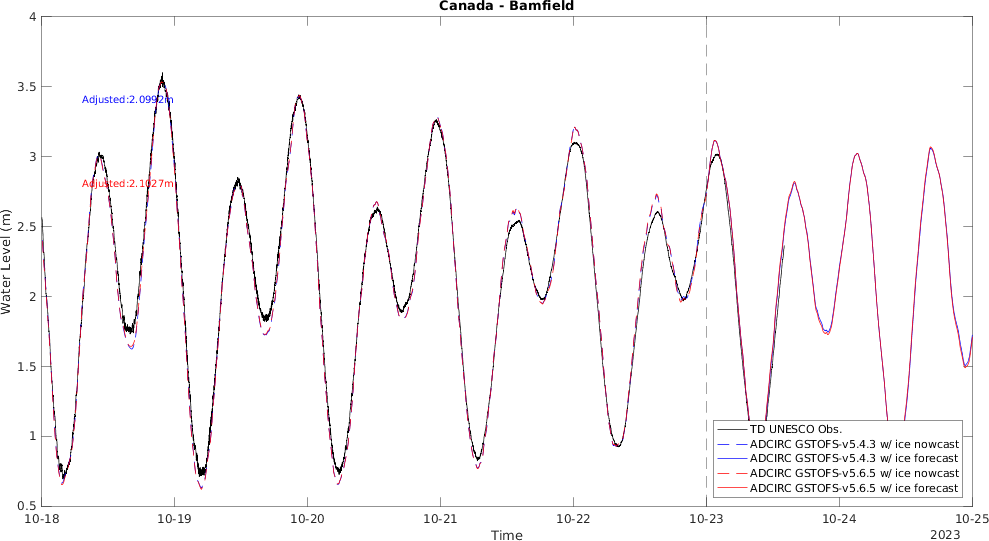 Canada - Bamfield
4
3.5
3
2.5
2
1.5
1
0.5
Water Level (m)
Adjusted:2.0992m
Adjusted:2.1027m
TD UNESCO Obs.
ADCIRC GSTOFS-v5.4.3 w/ ice nowcast
ADCIRC GSTOFS-v5.4.3 w/ ice forecast
ADCIRC GSTOFS-v5.6.5 w/ ice nowcast
ADCIRC GSTOFS-v5.6.5 w/ ice forecast
10-18 10-19 10-20 10-21 10-22 10-23 10-24 10-25
Time
2023